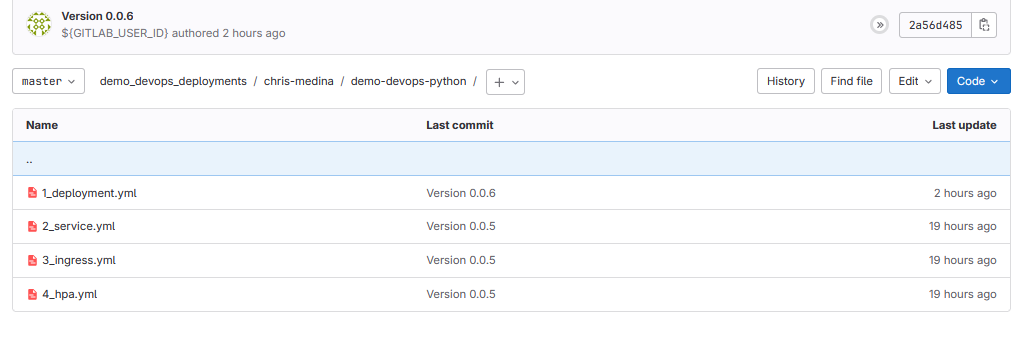 Version 0.0.6
${GITLAB_USER_ID} authored 2 hours ago
2a56d485
master
demo_devops_deployments / chris-medina / demo-devops-python /
History
Find file
Edit
Code
Name Last commit Last update
..
1_deployment.yml Version 0.0.6 2 hours ago
2_service.yml Version 0.0.5 19 hours ago
3_ingress.yml Version 0.0.5 19 hours ago
4_hpa.yml Version 0.0.5 19 hours ago